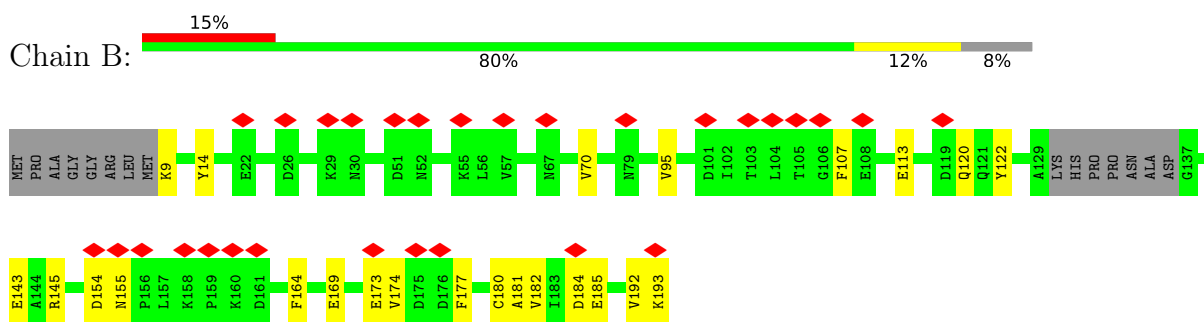 15%
Chain B:
80% 12% 8%
MET PRO ALA GLY GLY ARG LEU MET K9 Y14 E22 D26 K29 N30 D51 N52 K55 L56 V57 N67 V70 N79 V95 D101 I102 T103 L104 T105 G106 F107 E108 E113 D119 Q120 Q121 Y122 A129 LYS HIS PRO PRO ASN ALA ASP G137
E143 A144 R145 D154 N155 P156 L157 K158 P159 K160 D161 F164 E169 E173 V174 D175 D176 F177 C180 A181 V182 I183 D184 E185 V192 K193